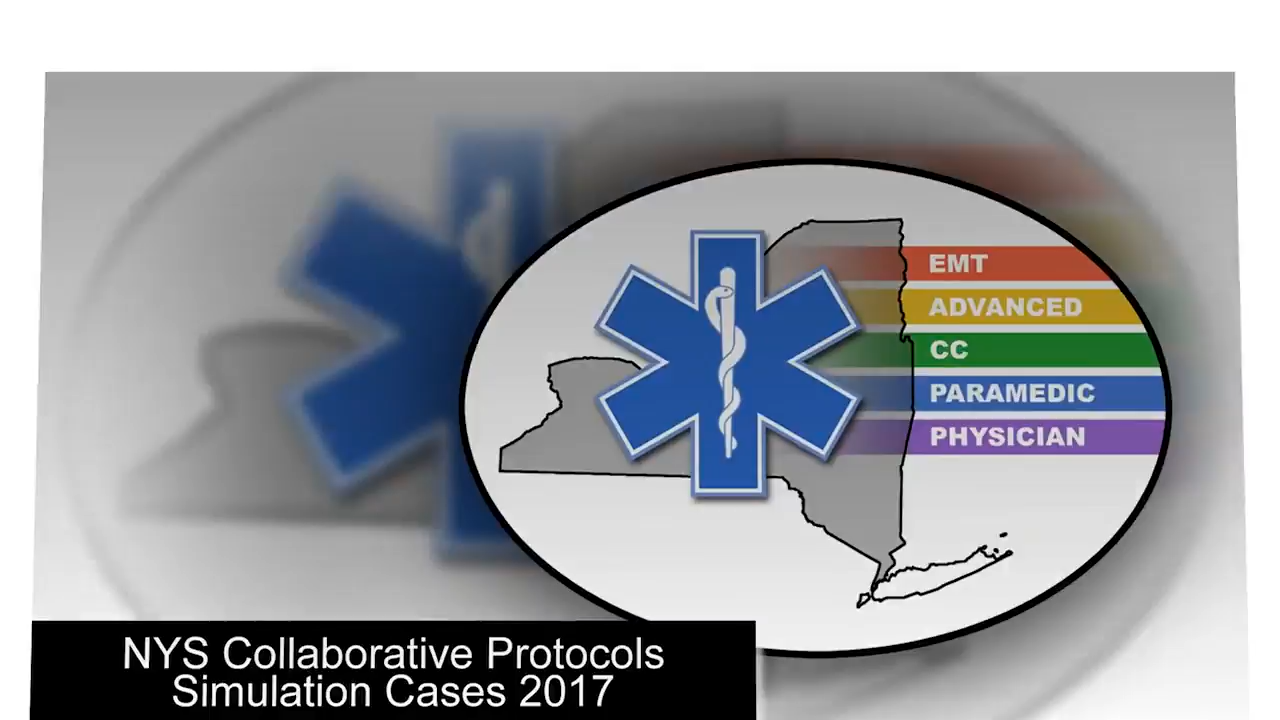 EMT
ADVANCED
CC
PARAMEDIC
PHYSICIAN
NYS Collaborative Protocols
Simulation Cases 2017